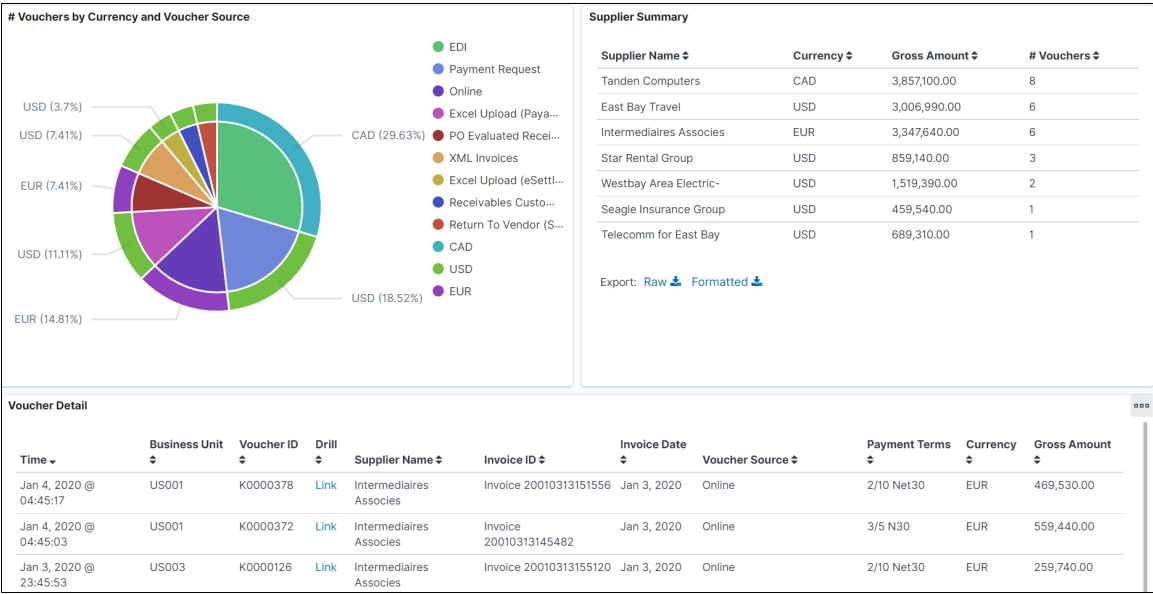 # Vouchers by Currency and Voucher Source
EDI
Payment Request
Online
Excel Upload (Paya...
PO Evaluated Recei...
XML Invoices
Excel Upload (eSettl...
Receivables Custo...
Return To Vendor (S...
CAD
USD
EUR
USD (3.7%)
USD (7.41%)
EUR (7.41%)
USD (11.11%)
EUR (14.81%)
CAD (29.63%)
USD (18.52%)
Supplier Summary
Supplier Name Currency Gross Amount # Vouchers
Tanden Computers CAD 3,857,100.00 8
East Bay Travel USD 3,006,990.00 6
Intermediaires Associes EUR 3,347,640.00 6
Star Rental Group USD 859,140.00 3
Westbay Area Electric- USD 1,519,390.00 2
Seagle Insurance Group USD 459,540.00 1
Telecomm for East Bay USD 689,310.00 1
Export: Raw Formatted
Voucher Detail
Time Business Unit Voucher ID Drill Supplier Name Invoice ID Invoice Date Voucher Source Payment Terms Currency Gross Amount
Jan 4, 2020 @ US001 K0000378 Link Intermediaires Invoice 20010313151556 Jan 3, 2020 Online 2/10 Net30 EUR 469,530.00
04:45:17 Associes
Jan 4, 2020 @ US001 K0000372 Link Intermediaires Invoice Jan 3, 2020 Online 3/5 N30 EUR 559,440.00
04:45:03 Associes 20010313145482
Jan 3, 2020 @ US003 K0000126 Link Intermediaires Invoice 20010313155120 Jan 3, 2020 Online 2/10 Net30 EUR 259,740.00
23:45:53 Associes